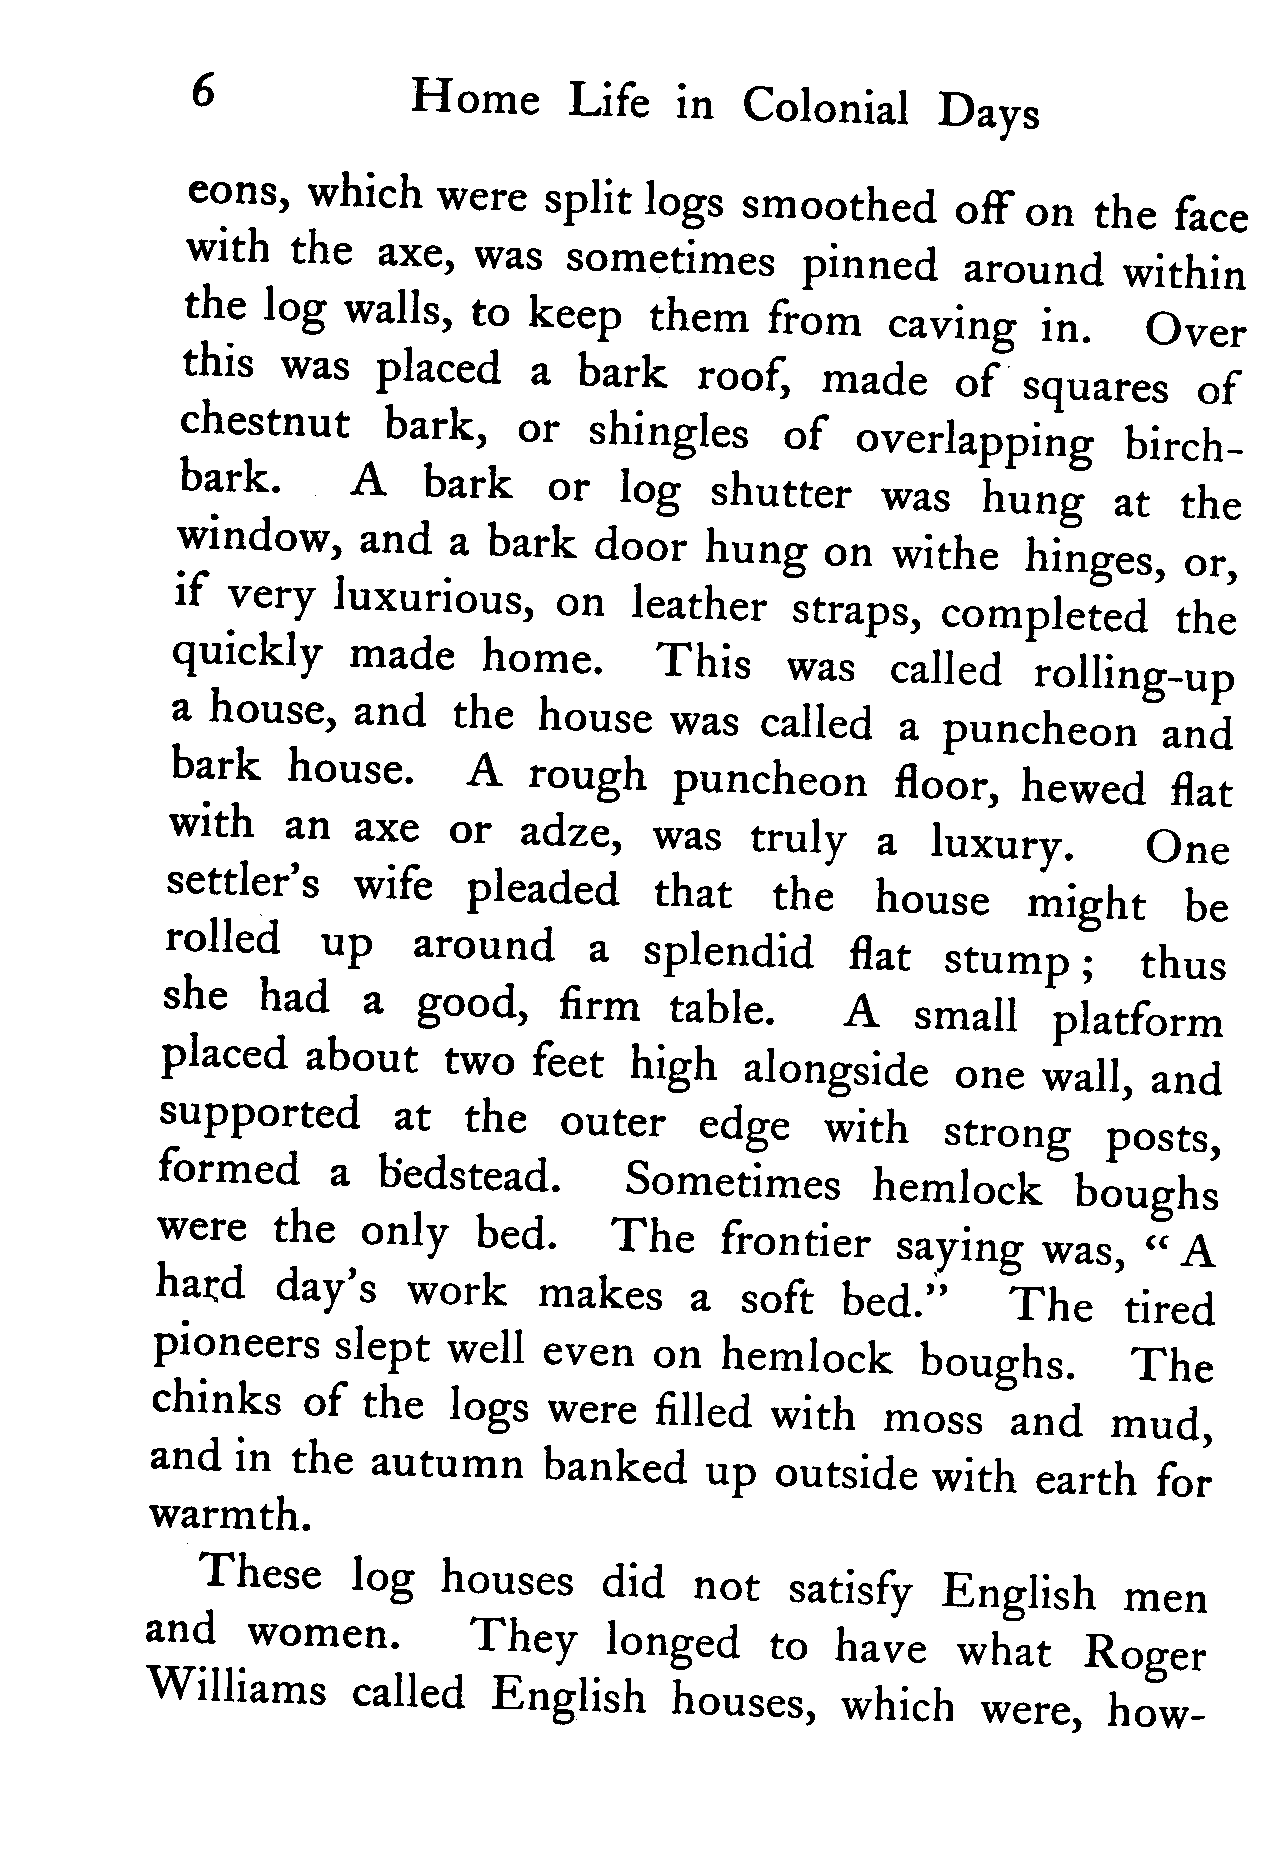 6 Home Life in Colonial Days
eons, which were split logs smoothed off on the face
with the axe, was sometimes pinned around within
the log walls, to keep them from caving in. Over
this was placed a bark roof, made of squares of
chestnut bark, or shingles of overlapping birch-
bark. A bark or log shutter was hung at the
window, and a bark door hung on withe hinges, or,
if very luxurious, on leather straps, completed the
quickly made home. This was called rolling-up
a house, and the house was called a puncheon and
bark house. A rough puncheon floor, hewed flat
with an axe or adze, was truly a luxury. One
settler's wife pleaded that the house might be
rolled up around a splendid flat stump; thus
she had a good, firm table. A small platform
placed about two feet high alongside one wall, and
supported at the outer edge with strong posts,
formed a bedstead. Sometimes hemlock boughs
were the only bed. The frontier saying was, “A
hard day's work makes a soft bed.” The tired
pioneers slept well even on hemlock boughs. The
chinks of the logs were filled with moss and mud,
and in the autumn banked up outside with earth for
warmth.
These log houses did not satisfy English men
and women. They longed to have what Roger
Williams called English houses, which were, how-